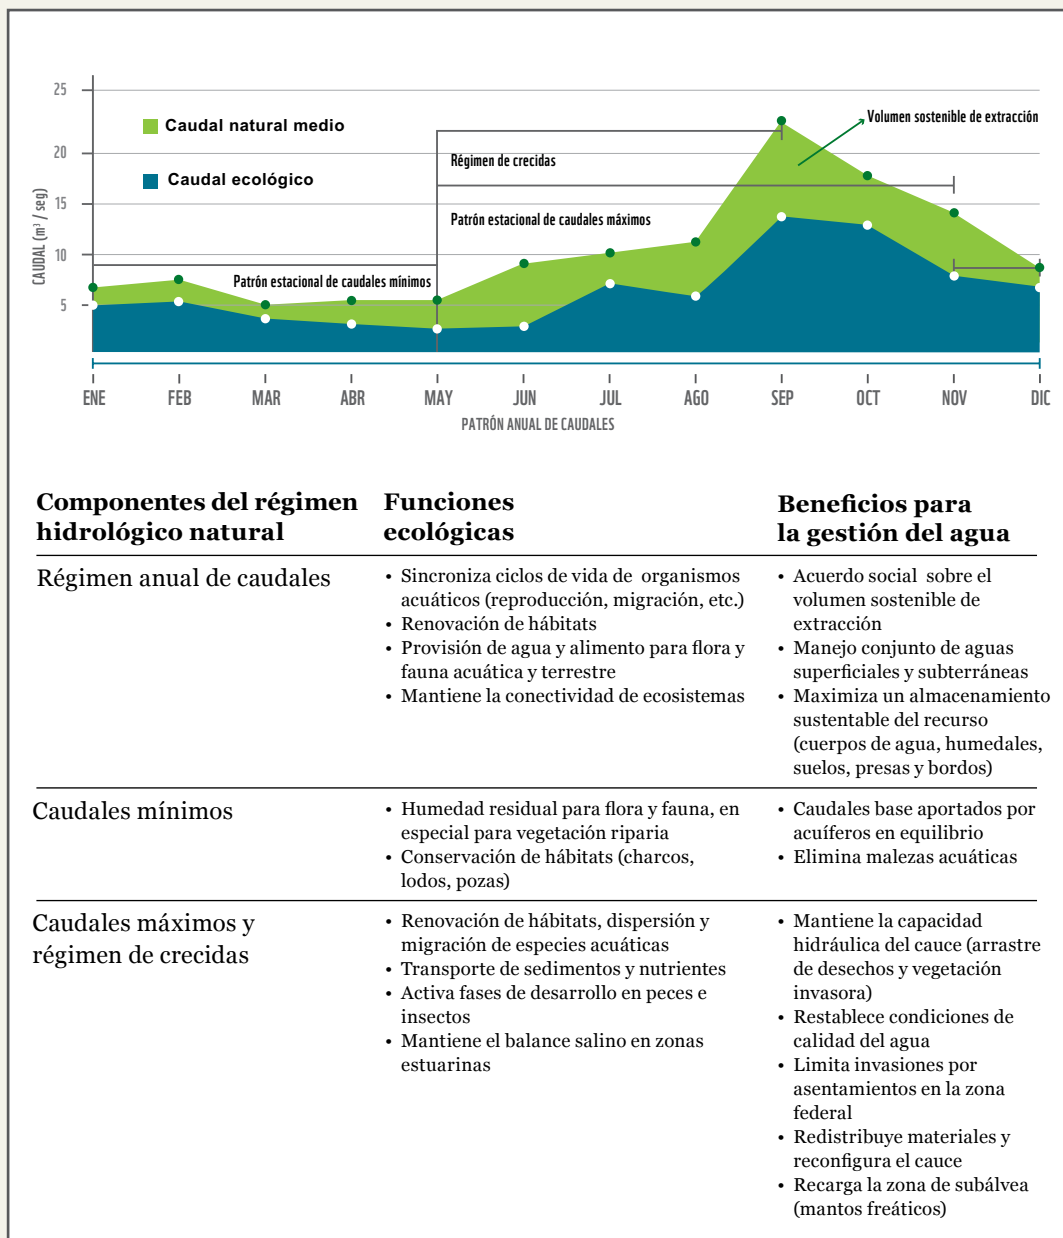 25
20
15
10
5
CAUDAL (m³ / seg)
Caudal natural medio
Caudal ecológico
Volumen sostenible de extracción
Régimen de crecidas
Patrón estacional de caudales máximos
Patrón estacional de caudales mínimos
ENE FEB MAR ABR MAY JUN JUL AGO SEP OCT NOV DIC
PATRÓN ANUAL DE CAUDALES
Componentes del régimen
hidrológico natural
Funciones
ecológicas
Beneficios para
la gestión del agua
Régimen anual de caudales
• Sincroniza ciclos de vida de organismos
acuáticos (reproducción, migración, etc.)
• Renovación de hábitats
• Provisión de agua y alimento para flora y
fauna acuática y terrestre
• Mantiene la conectividad de ecosistemas
• Acuerdo social sobre el
volumen sostenible de
extracción
• Manejo conjunto de aguas
superficiales y subterráneas
• Maximiza un almacenamiento
sustentable del recurso
(cuerpos de agua, humedales,
suelos, presas y bordos)
Caudales mínimos
• Humedad residual para flora y fauna, en
especial para vegetación riparia
• Conservación de hábitats (charcos,
lodos, pozas)
• Caudales base aportados por
acuíferos en equilibrio
• Elimina malezas acuáticas
Caudales máximos y
régimen de crecidas
• Renovación de hábitats, dispersión y
migración de especies acuáticas
• Transporte de sedimentos y nutrientes
• Activa fases de desarrollo en peces e
insectos
• Mantiene el balance salino en zonas
estuarinas
• Mantiene la capacidad
hidráulica del cauce (arrastre
de desechos y vegetación
invasora)
• Restablece condiciones de
calidad del agua
• Limita invasiones por
asentamientos en la zona
federal
• Redistribuye materiales y
reconfigura el cauce
• Recarga la zona de subálvea
(mantos freáticos)